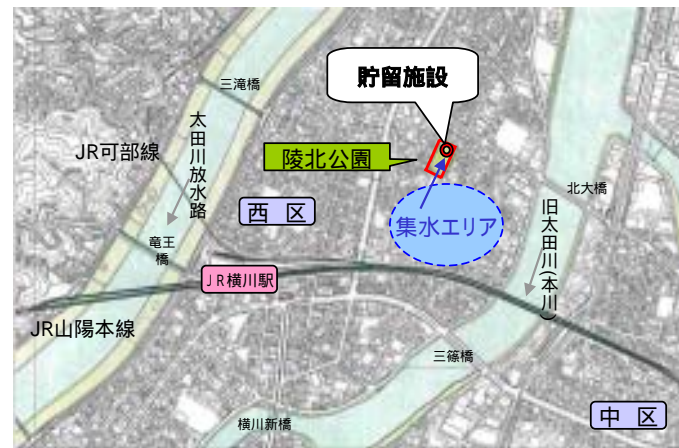 貯留施設
三滝橋
太田川放水路
JR可部線
陵北公園
北大橋
西 区
集水エリア
旧太田川(本川)
竜王
橋
JR横川駅
JR山陽本線
三篠橋
中 区
横川新橋